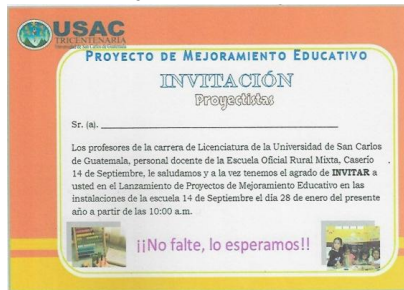 USAC
TRICENTENARIA
Universidad de San Carlos de Guatemala
PROYECTO DE MEJORAMIENTO EDUCATIVO
INVITACIÓN
Proyectistas
Sr. (a).
Los profesores de la carrera de Licenciatura de la Universidad de San Carlos
de Guatemala, personal docente de la Escuela Oficial Rural Mixta, Caserío
14 de Septiembre, le saludamos y a la vez tenemos el agrado de INVITAR a
usted en el Lanzamiento de Proyectos de Mejoramiento Educativo en las
instalaciones de la escuela 14 de Septiembre el día 28 de enero del presente
año a partir de las 10:00 a.m.
¡¡No falte, lo esperamos!!